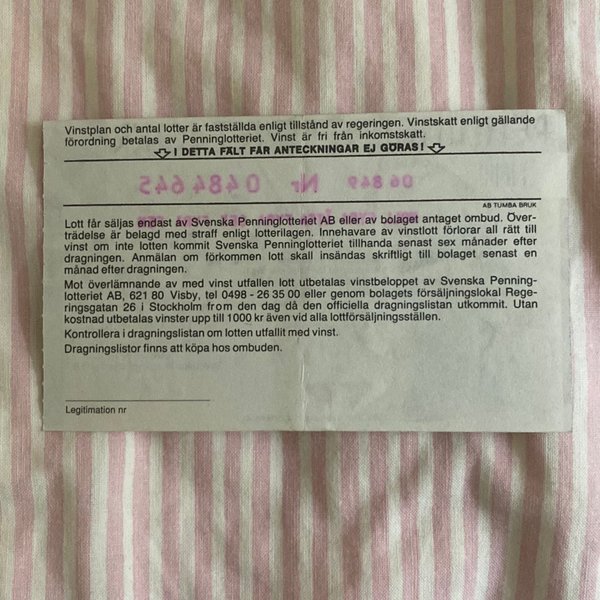 Vinstplan och antal lotter är fastställda enligt tillstånd av regeringen. Vinstskatt enligt gällande
förordning betalas av Penninglotteriet. Vinst är fri från inkomstskatt.
I DETTA FÄLT FÅR ANTECKNINGAR EJ GÖRAS!
06849 Nr 0484645
AB TUMBA BRUK
Lott får säljas endast av Svenska Penninglotteriet AB eller av bolaget antaget ombud. Över-
trädelse är belagd med straff enligt lotterilagen. Innehavare av vinstlott förlorar all rätt till
vinst om inte lotten kommit Svenska Penninglotteriet tillhanda senast sex månader efter
dragningen. Anmälan om förkommen lott skall insändas skriftligt till bolaget senast en
månad efter dragningen.
Mot överlämnande av med vinst utfallen lott utbetalas vinstbeloppet av Svenska Penning-
lotteriet AB, 621 80 Visby, tel 0498 - 26 35 00 eller genom bolagets försäljningslokal Rege-
ringsgatan 26 i Stockholm from den dag då den officiella dragningslistan utkommit. Utan
kostnad utbetalas vinster upp till 1000 kr även vid alla lottförsäljningsställen.
Kontrollera i dragningslistan om lotten utfallit med vinst.
Dragningslistor finns att köpa hos ombuden.
Legitimation nr